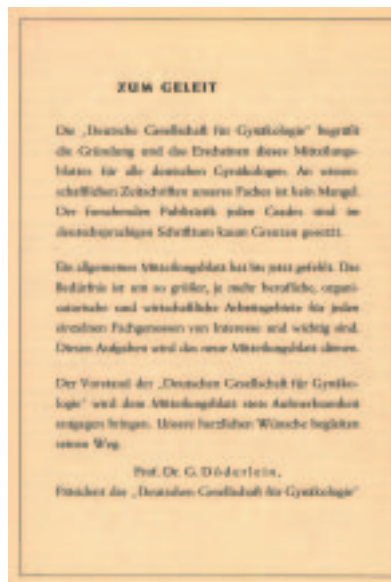 ZUM GELEIT
Die „Deutsche Gesellschaft für Gynäkologie" begrüßt
die Gründung und das Erscheinen dieses Mitteilungs-
blattes für alle deutschen Gynäkologen. An wissen-
schaftlichen Zeitschriften unseres Faches ist kein Mangel.
Der forschenden Publizistik jeden Grades sind im
deutschsprachigen Schrifttum kaum Grenzen gesetzt.
Ein allgemeines Mitteilungsblatt hat bis jetzt gefehlt. Das
Bedürfnis ist um so größer, je mehr berufliche, organi-
satorische und wirtschaftliche Arbeitsgebiete für jeden
einzelnen Fachgenossen von Interesse und wichtig sind.
Diesen Aufgaben wird das neue Mitteilungsblatt dienen.
Der Vorstand der „Deutschen Gesellschaft für Gynäko-
logie" wird dem Mitteilungsblatt stets Aufmerksamkeit
entgegen bringen. Unsere herzlichen Wünsche begleiten
seinen Weg.
Prof. Dr. G. Döderlein,
Präsident der „Deutschen Gesellschaft für Gynäkologie"